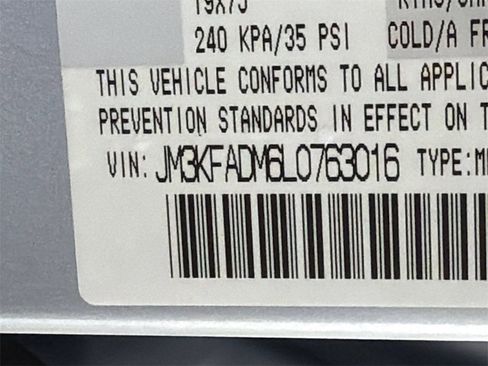 19X7J
240 KPA/35 PSI COLD/A FR
THIS VEHICLE CONFORMS TO ALL APPLIC
PREVENTION STANDARDS IN EFFECT ON T
VIN: JM3KFADM6L0763016 TYPE:M